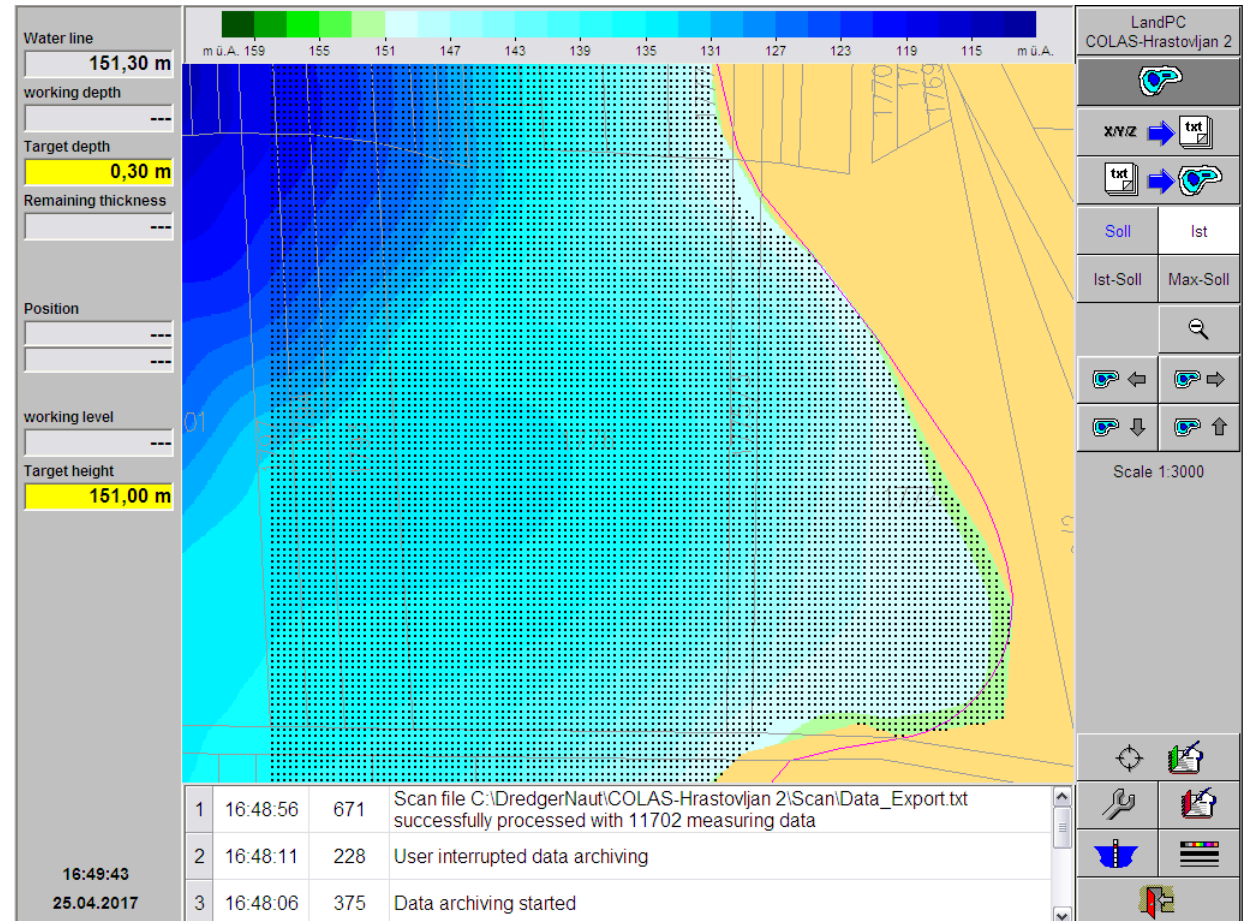 Water line
151,30 m
working depth
---
Target depth
0,30 m
Remaining thickness
---
Position
---
---
working level
---
Target height
151,00 m
16:49:43
25.04.2017
m ü.A. 159 155 151 147 143 139 135 131 127 123 119 115 m ü.A.
1770
01
1 16:48:56 671 Scan file C:\DredgerNaut\COLAS-Hrastovljan 2\Scan\Data_Export.txt
successfully processed with 11702 measuring data
2 16:48:11 228 User interrupted data archiving
3 16:48:06 375 Data archiving started
LandPC
COLAS-Hrastovljan 2
X/Y/Z txt
txt
Soll Ist
Ist-Soll Max-Soll
Scale 1:3000